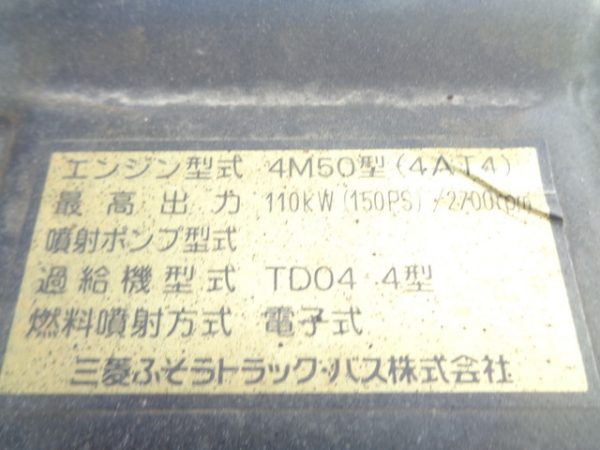 エンジン型式 4M50型(4AT4)
最高出力 110kW(150PS)/2700rpm
噴射ポンプ型式
過給機型式 TD04 4型
燃料噴射方式 電子式
三菱ふそうトラック・バス株式会社